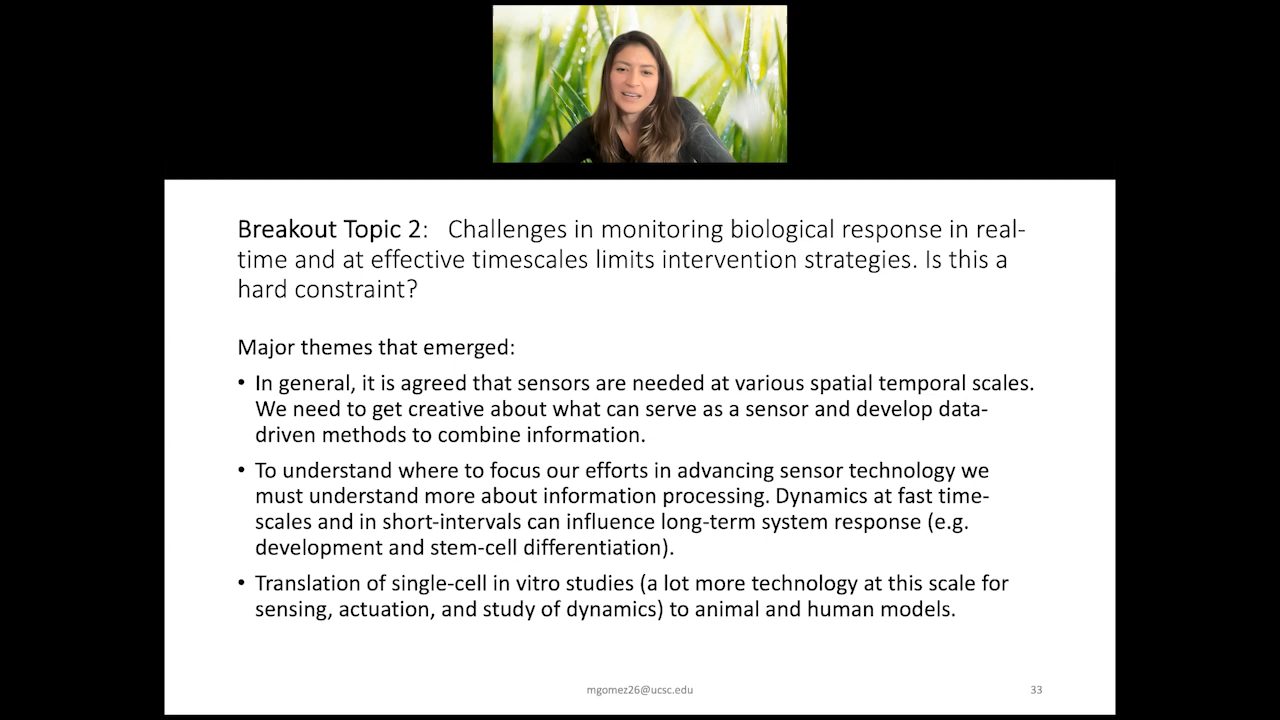 Breakout Topic 2: Challenges in monitoring biological response in real-
time and at effective timescales limits intervention strategies. Is this a
hard constraint?
Major themes that emerged:
• In general, it is agreed that sensors are needed at various spatial temporal scales.
We need to get creative about what can serve as a sensor and develop data-
driven methods to combine information.
• To understand where to focus our efforts in advancing sensor technology we
must understand more about information processing. Dynamics at fast time-
scales and in short-intervals can influence long-term system response (e.g.
development and stem-cell differentiation).
• Translation of single-cell in vitro studies (a lot more technology at this scale for
sensing, actuation, and study of dynamics) to animal and human models.
mgomez26@ucsc.edu
33